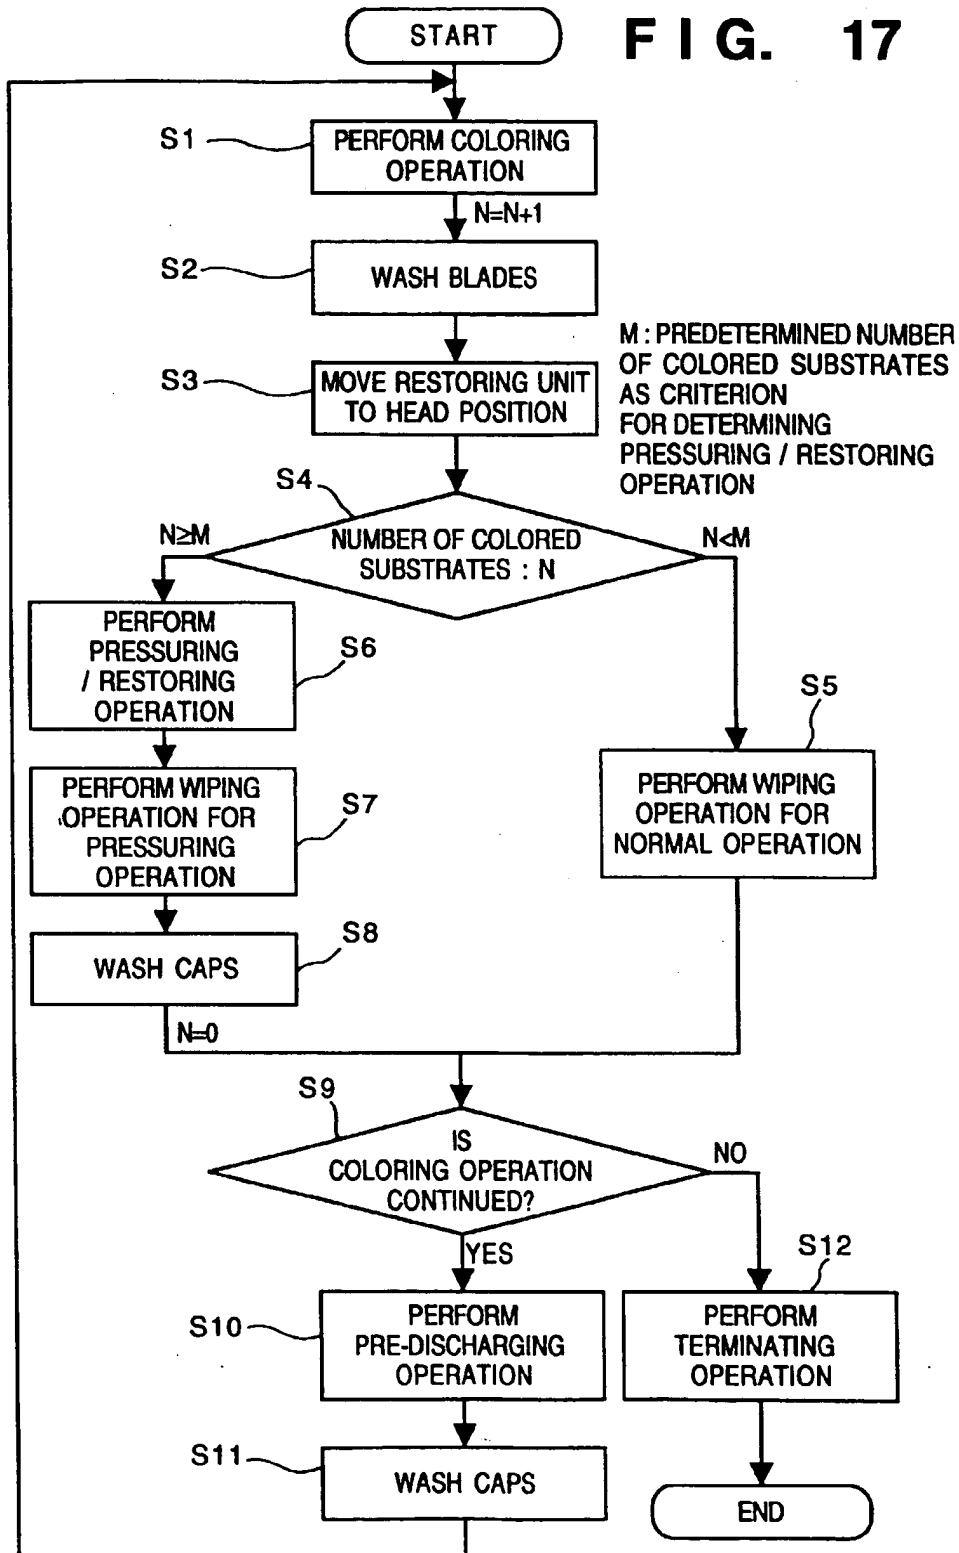 START
FIG. 17
S1
PERFORM COLORING
OPERATION
N=N+1
S2
WASH BLADES
S3
MOVE RESTORING UNIT
TO HEAD POSITION
M : PREDETERMINED NUMBER
OF COLORED SUBSTRATES
AS CRITERION
FOR DETERMINING
PRESSURING / RESTORING
OPERATION
S4
N≥M
NUMBER OF COLORED
SUBSTRATES : N
N<M
PERFORM
PRESSURING
/ RESTORING
OPERATION
S6
S5
PERFORM WIPING
OPERATION FOR
PRESSURING
OPERATION
S7
PERFORM WIPING
OPERATION FOR
NORMAL OPERATION
S8
WASH CAPS
N=0
S9
IS
COLORING OPERATION
CONTINUED?
NO
YES
S12
S10
PERFORM
PRE-DISCHARGING
OPERATION
PERFORM
TERMINATING
OPERATION
S11
WASH CAPS
END